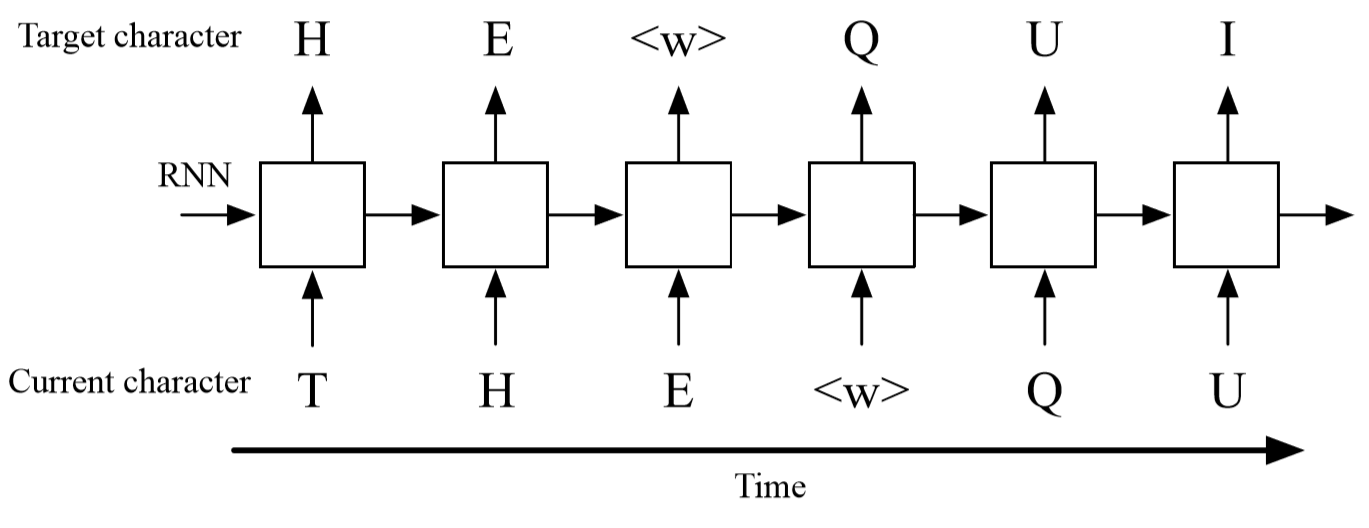 Target character H E <w> Q U I
RNN
Current character T H E <w> Q U
Time